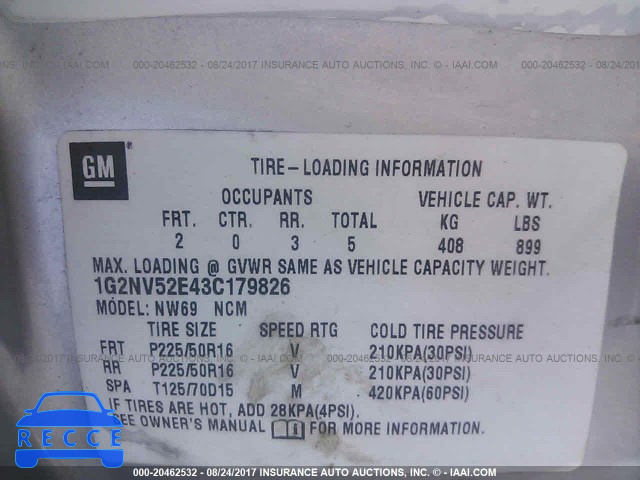 000-20462532 - 08/24/2017 INSURANCE AUTO AUCTIONS, INC. - © - IAAI.COM
GM
TIRE-LOADING INFORMATION
OCCUPANTS VEHICLE CAP. WT.
FRT. CTR. RR. TOTAL KG LBS
2 0 3 5 408 899
MAX. LOADING @ GVWR SAME AS VEHICLE CAPACITY WEIGHT.
1G2NV52E43C179826
MODEL: NW69 NCM
TIRE SIZE SPEED RTG COLD TIRE PRESSURE
FRT P225/50R16 V 210KPA(30PSI)
RR P225/50R16 V 210KPA(30PSI)
SPA T125/70D15 M 420KPA(60PSI)
IF TIRES ARE HOT, ADD 28KPA(4PSI).
SEE OWNER'S MANUAL FOR MORE INFORMATION.
RECCE
000-20462532 - 08/24/2017 INSURANCE AUTO AUCTIONS, INC. - © - IAAI.COM